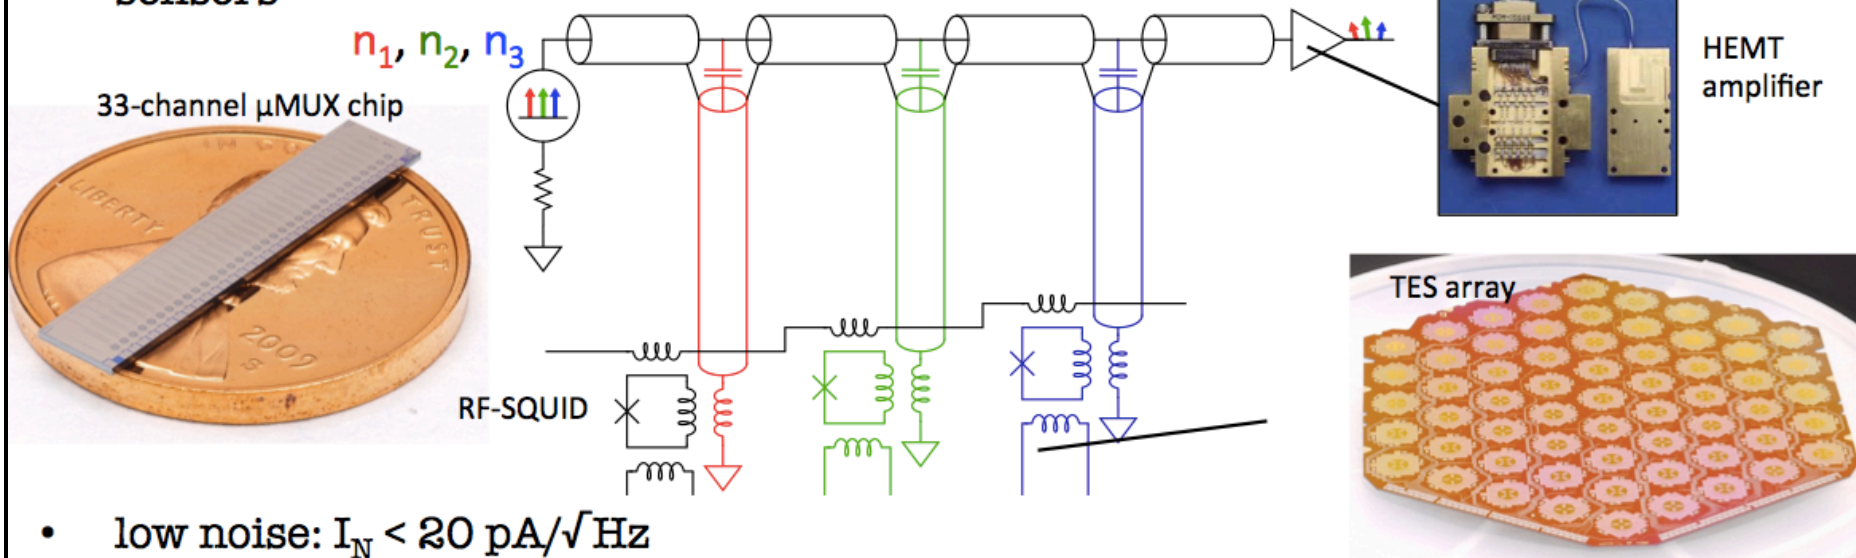 n₁, n₂, n₃
33-channel μMUX chip
LIBERTY
TRUST
2009
S
RF-SQUID
HEMT
amplifier
TES array
• low noise: I_N < 20 pA/√Hz